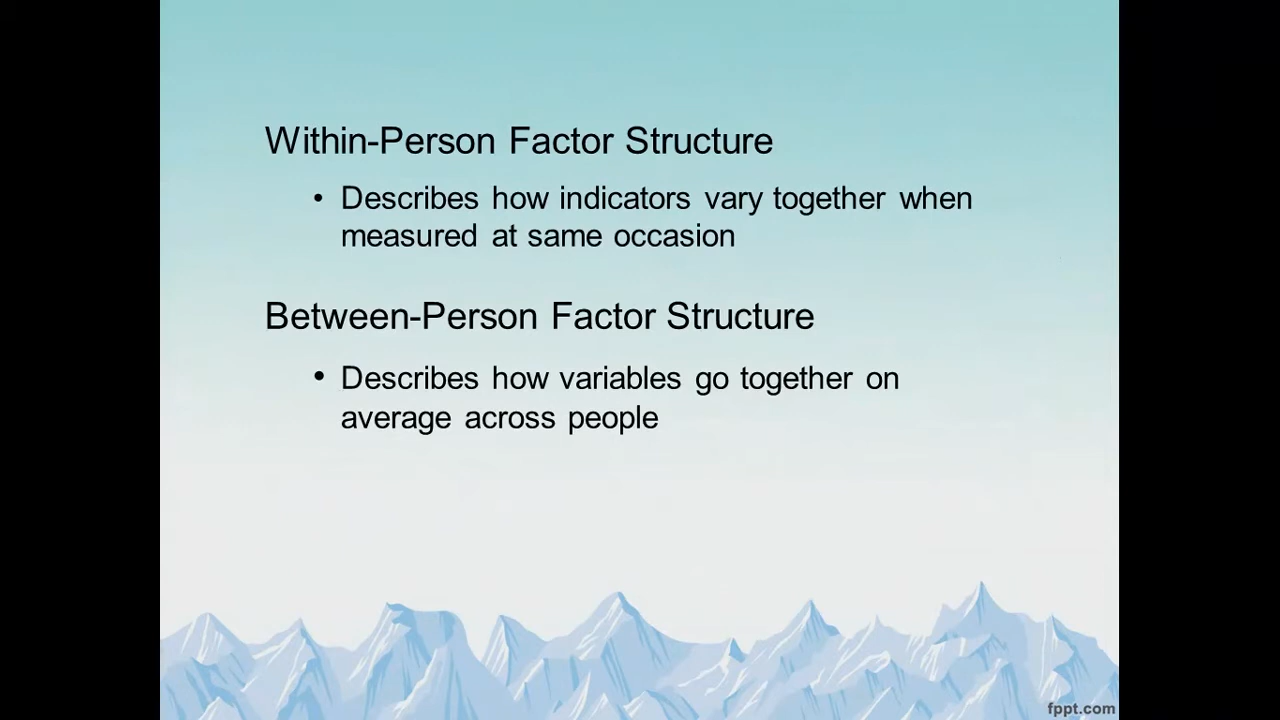 Within-Person Factor Structure
• Describes how indicators vary together when
measured at same occasion
Between-Person Factor Structure
• Describes how variables go together on
average across people
fppt.com